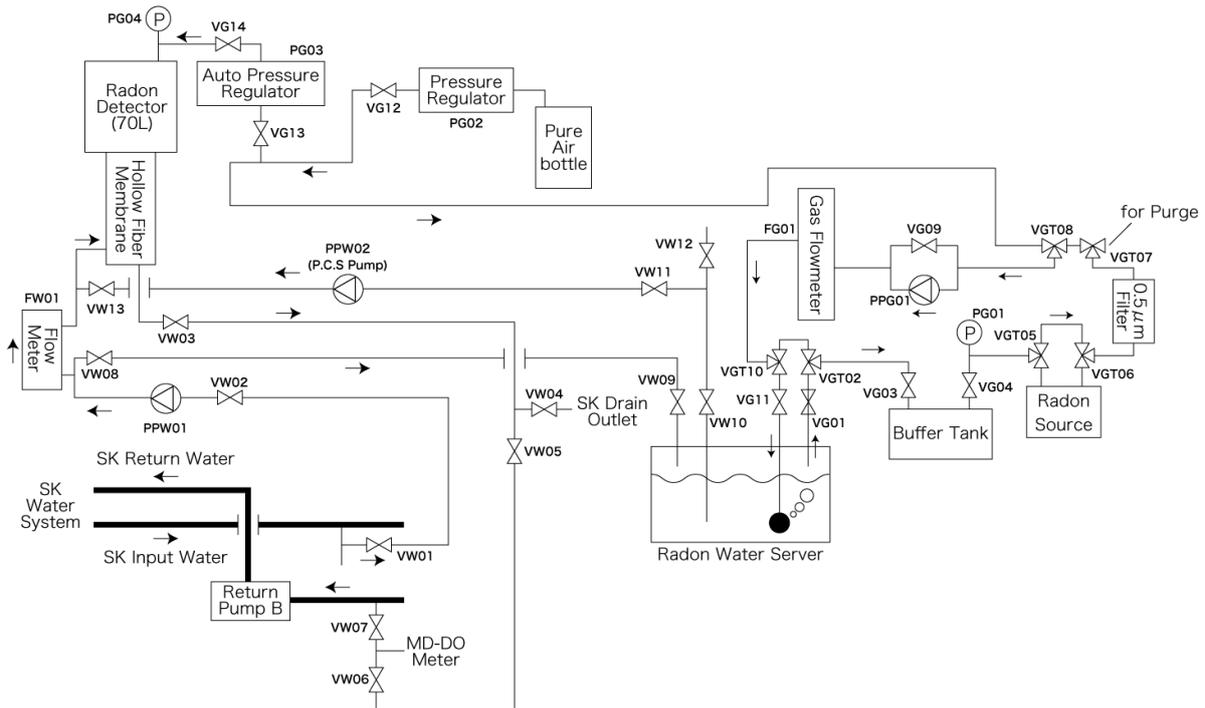 PG04
P
VG14
PG03
Auto Pressure
Regulator
Radon
Detector
(70L)
VG13
VG12
Pressure
Regulator
PG02
Pure
Air
bottle
Hollow Fiber
Membrane
for Purge
VGT08
VGT07
VG09
PPG01
FG01
Gas Flowmeter
0.5μm
Filter
PPW02
(P.C.S Pump)
VW12
VW11
VW13
FW01
Flow
Meter
VW03
PG01
P
VGT05
VGT06
VW08
VW02
PPW01
VW09
VW10
VGT10
VGT02
VG11
VG01
VG03
VG04
Radon
Source
Buffer Tank
VW04
SK Drain
Outlet
VW05
SK Return Water
SK
Water
System
SK Input Water
VW01
Radon Water Server
Return
Pump B
VW07
MD-DO
Meter
VW06